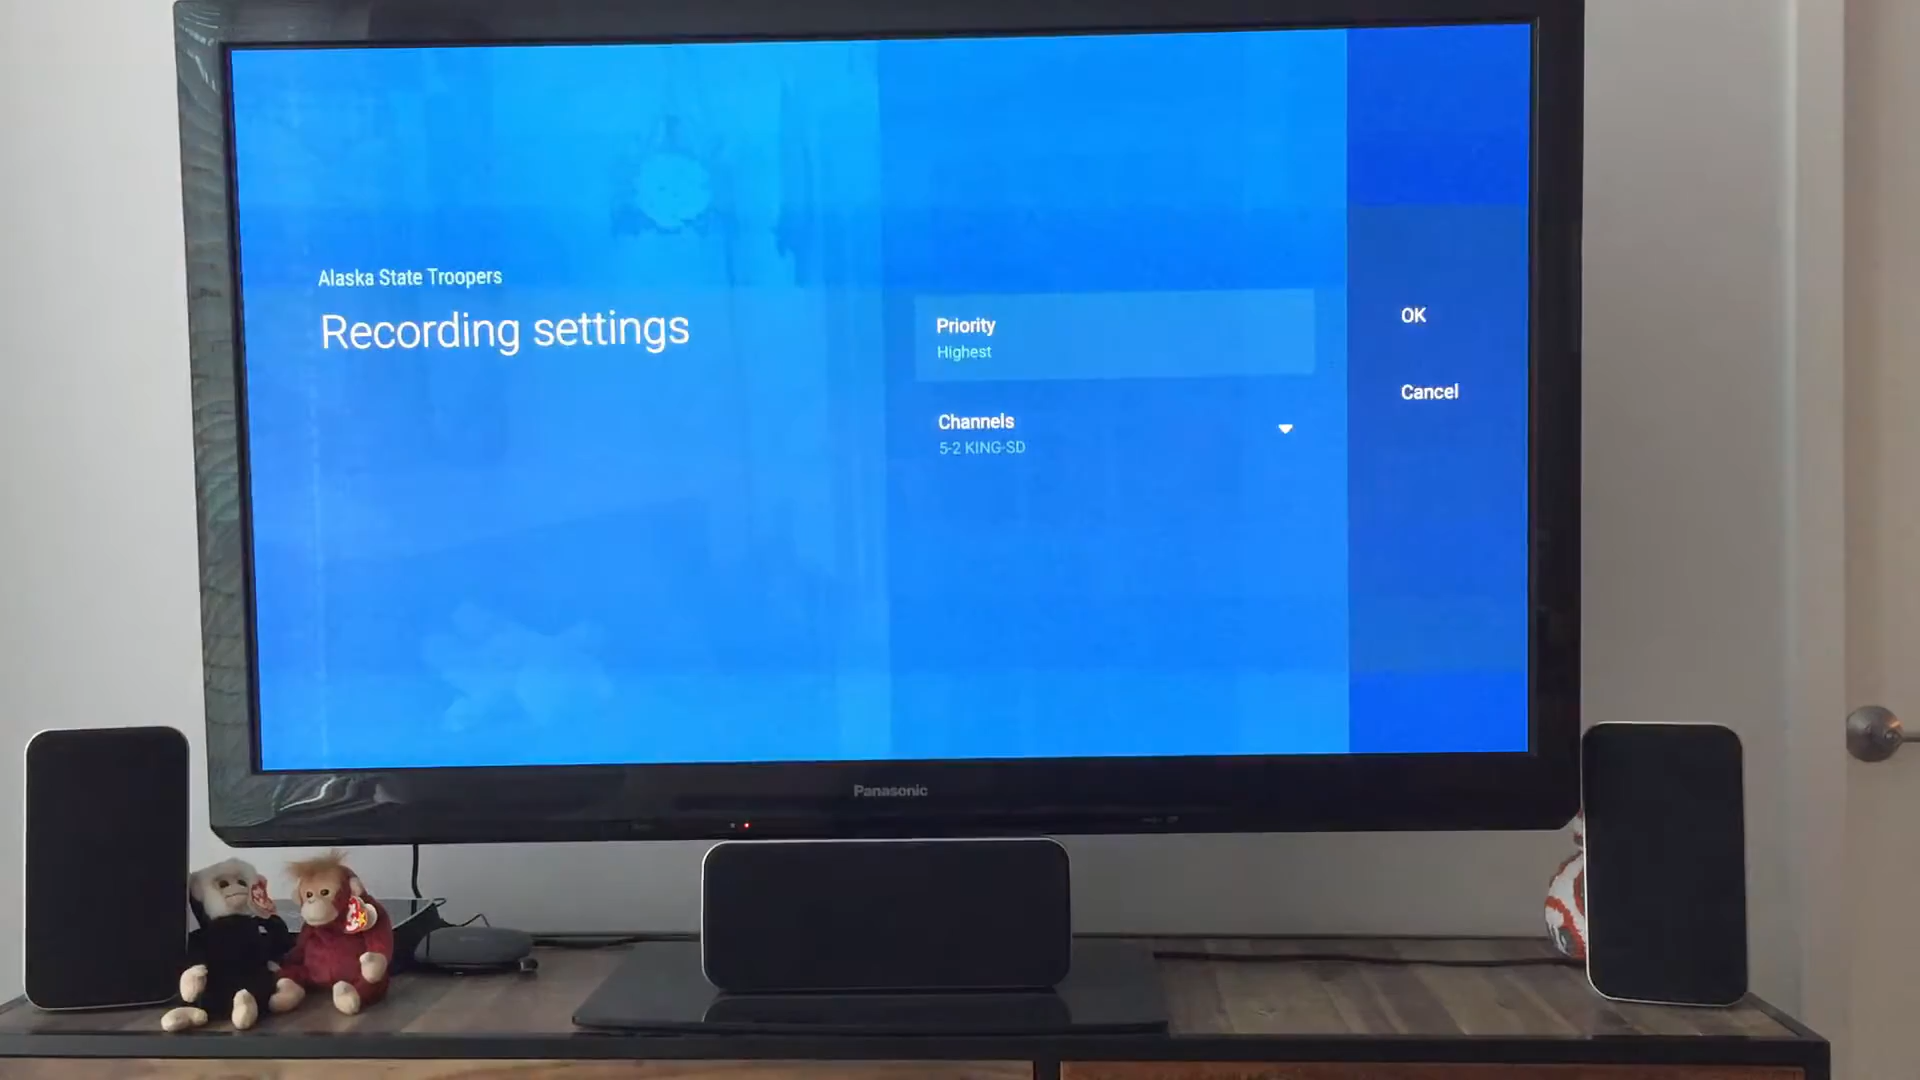 Alaska State Troopers
Recording settings
Priority
Highest
Channels
5-2 KING-SD
OK
Cancel
Panasonic